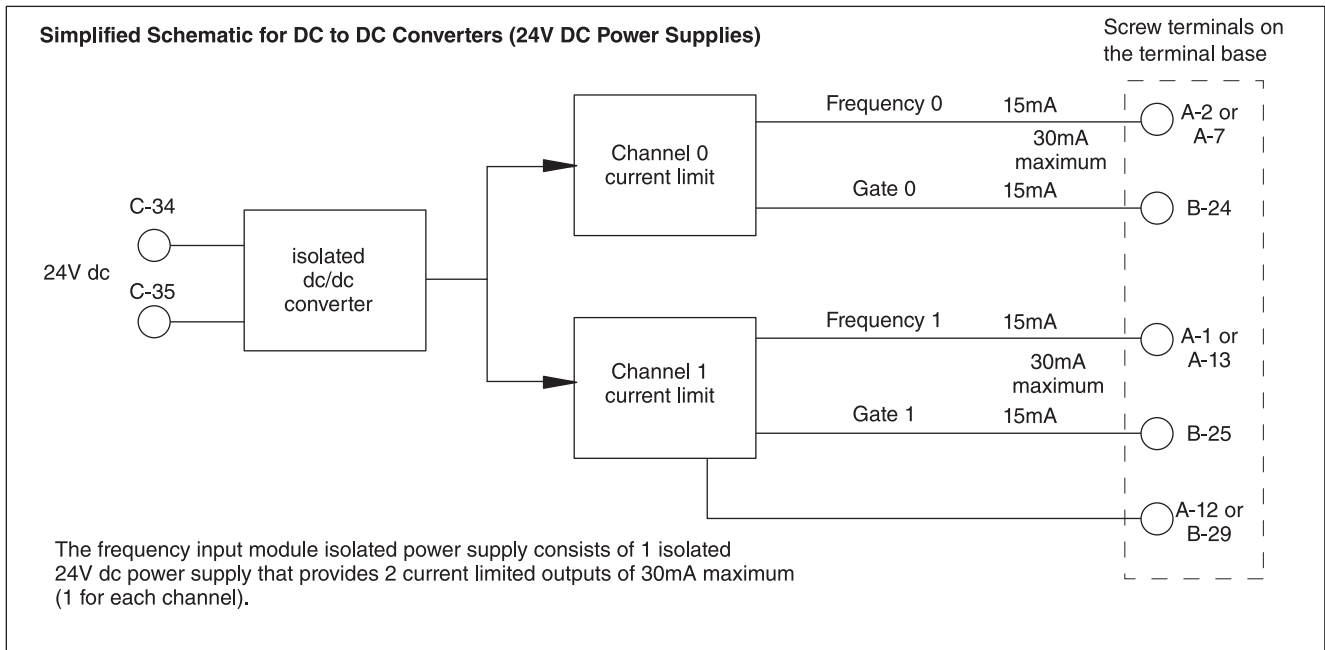 Simplified Schematic for DC to DC Converters (24V DC Power Supplies)
Screw terminals on
the terminal base
Frequency 0
15mA
A-2 or
A-7
30mA
maximum
Channel 0
current limit
Gate 0
15mA
B-24
C-34
24V dc
C-35
isolated
dc/dc
converter
Frequency 1
15mA
A-1 or
A-13
30mA
maximum
Channel 1
current limit
Gate 1
15mA
B-25
A-12 or
B-29
The frequency input module isolated power supply consists of 1 isolated
24V dc power supply that provides 2 current limited outputs of 30mA maximum
(1 for each channel).